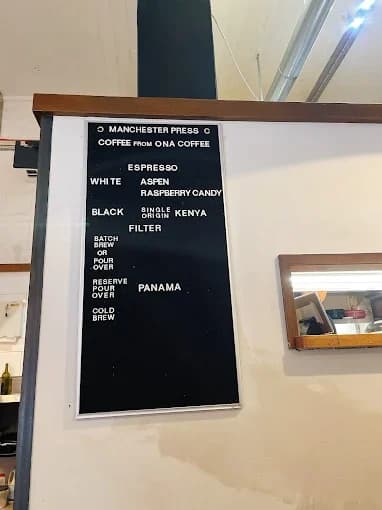 MANCHESTER PRESS
COFFEE FROM ONA COFFEE
ESPRESSO
WHITE ASPEN
RASPBERRY CANDY
BLACK SINGLE ORIGIN KENYA
FILTER
BATCH
BREW
OR
POUR
OVER
RESERVE
POUR
OVER
PANAMA
COLD
BREW